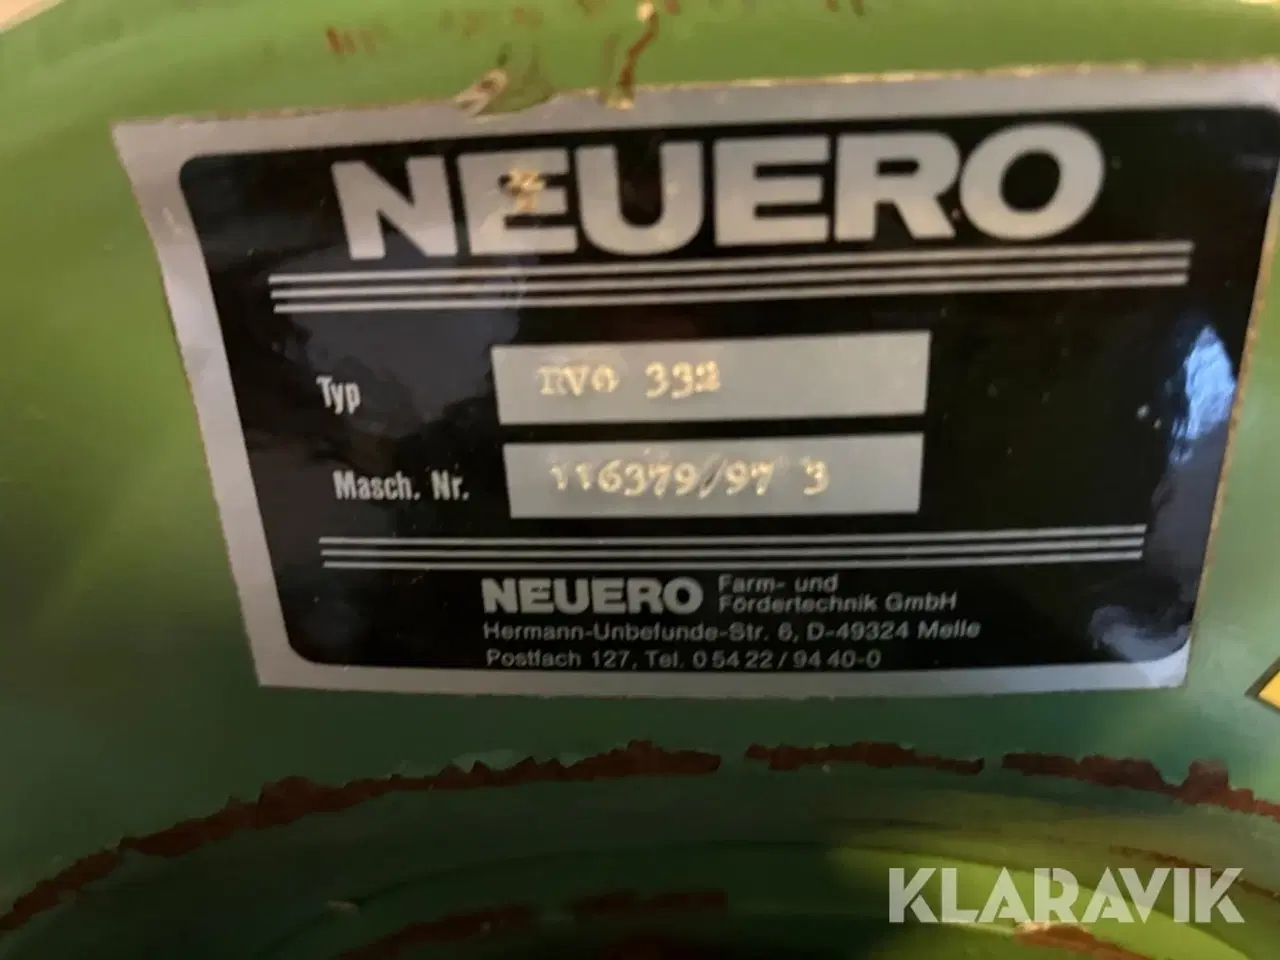 NEUERO
Typ RVO 332
Masch. Nr. 116379/97 3
NEUERO Farm- und
Fördertechnik GmbH
Hermann-Unbefunde-Str. 6, D-49324 Melle
Postfach 127, Tel. 0 54 22 / 94 40-0
KLARAVIK